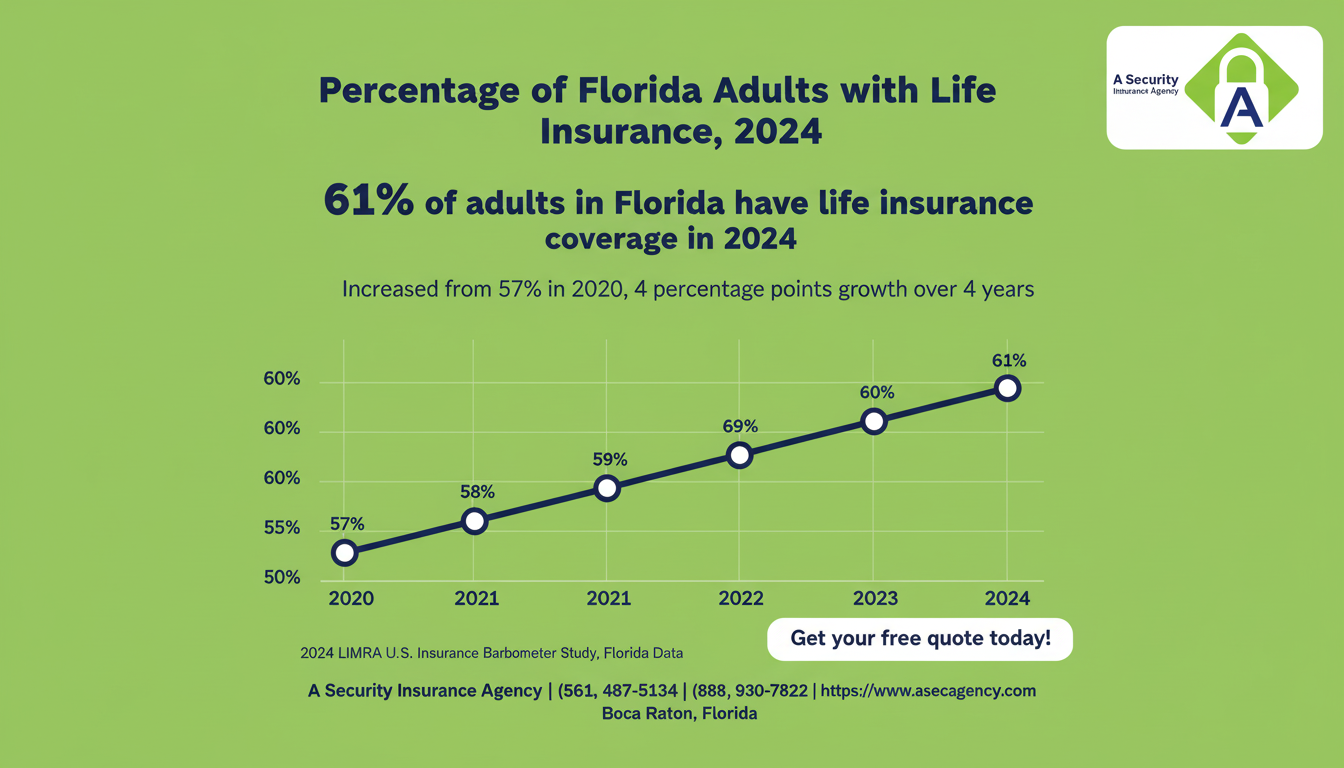 A Security
Insurance Agency
Percentage of Florida Adults with Life
Insurance, 2024
61% of adults in Florida have life insurance
coverage in 2024
Increased from 57% in 2020, 4 percentage points growth over 4 years
60%
60%
60%
55%
50%
57%
58%
59%
69%
60%
61%
2020
2021
2021
2022
2023
2024
Get your free quote today!
2024 LIMRA U.S. Insurance Barbometer Study, Florida Data
A Security Insurance Agency | (561, 487-5134 | (888, 930-7822 | https://www.asecagency.com
Boca Raton, Florida
A